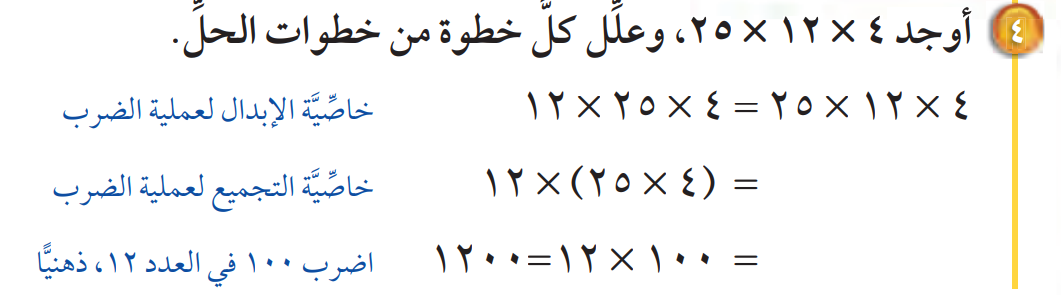 ٤ أوجد ٤ × ١٢ × ٢٥، وعلِّل كلَّ خطوة من خطوات الحلِّ.
٤ × ١٢ × ٢٥ = ٤ × ٢٥ × ١٢ خاصِّيَّة الإبدال لعملية الضرب
= (٤ × ٢٥) × ١٢ خاصِّيَّة التجميع لعملية الضرب
= ١٠٠ × ١٢=١٢٠٠ اضرب ١٠٠ في العدد ١٢، ذهنيًّا